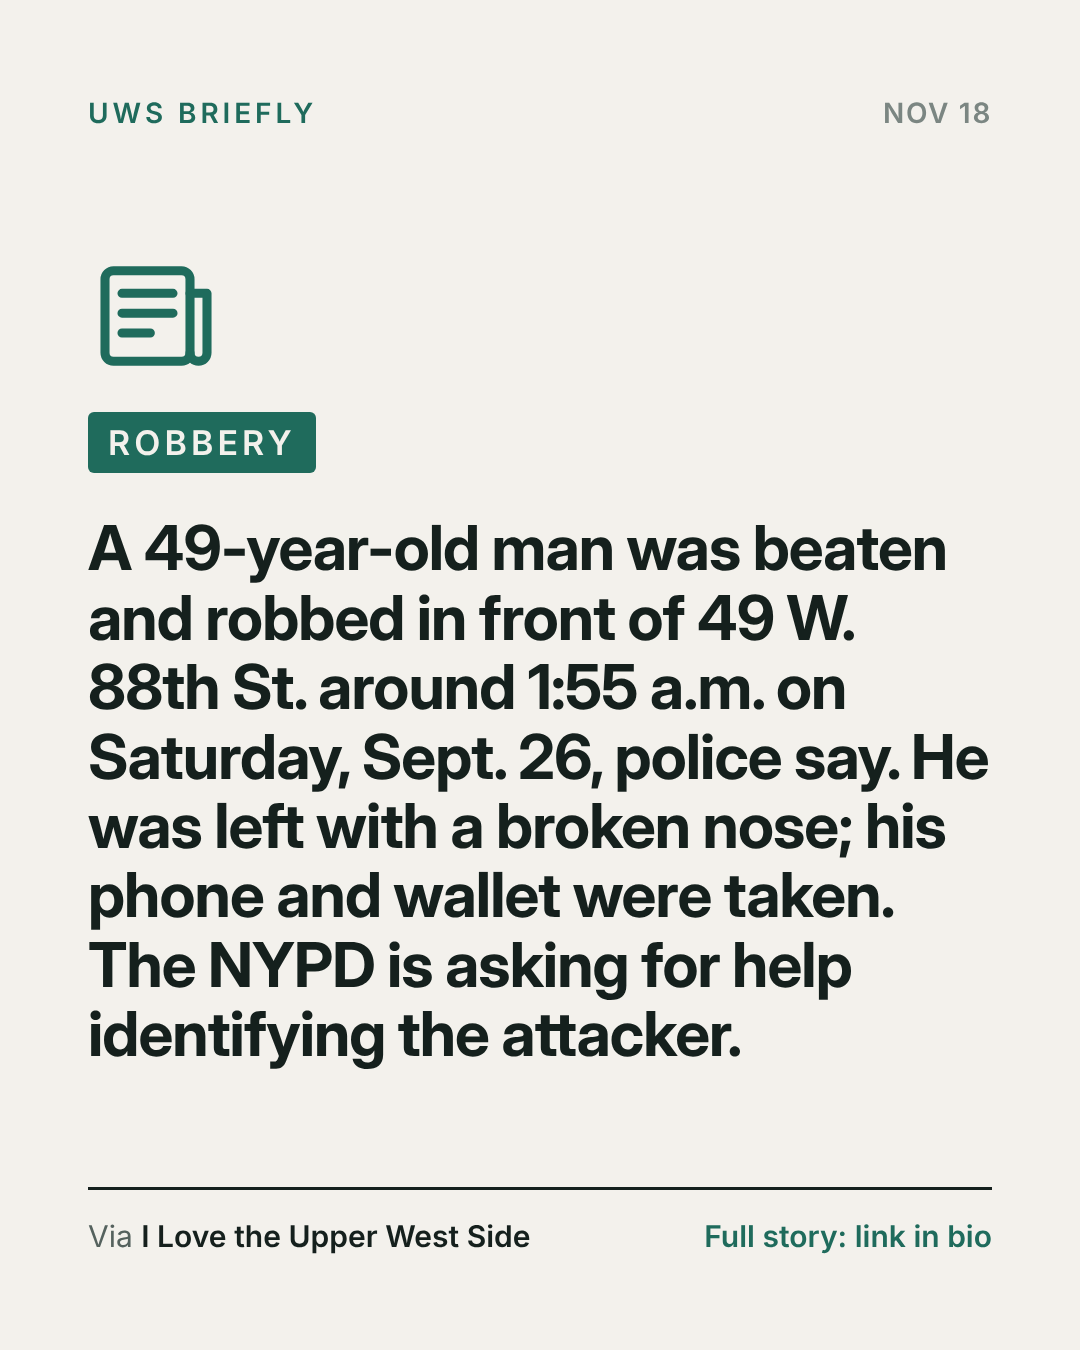 UWS BRIEFLY
NOV 18
ROBBERY
A 49-year-old man was beaten
and robbed in front of 49 W.
88th St. around 1:55 a.m. on
Saturday, Sept. 26, police say. He
was left with a broken nose; his
phone and wallet were taken.
The NYPD is asking for help
identifying the attacker.
Via I Love the Upper West Side
Full story: link in bio